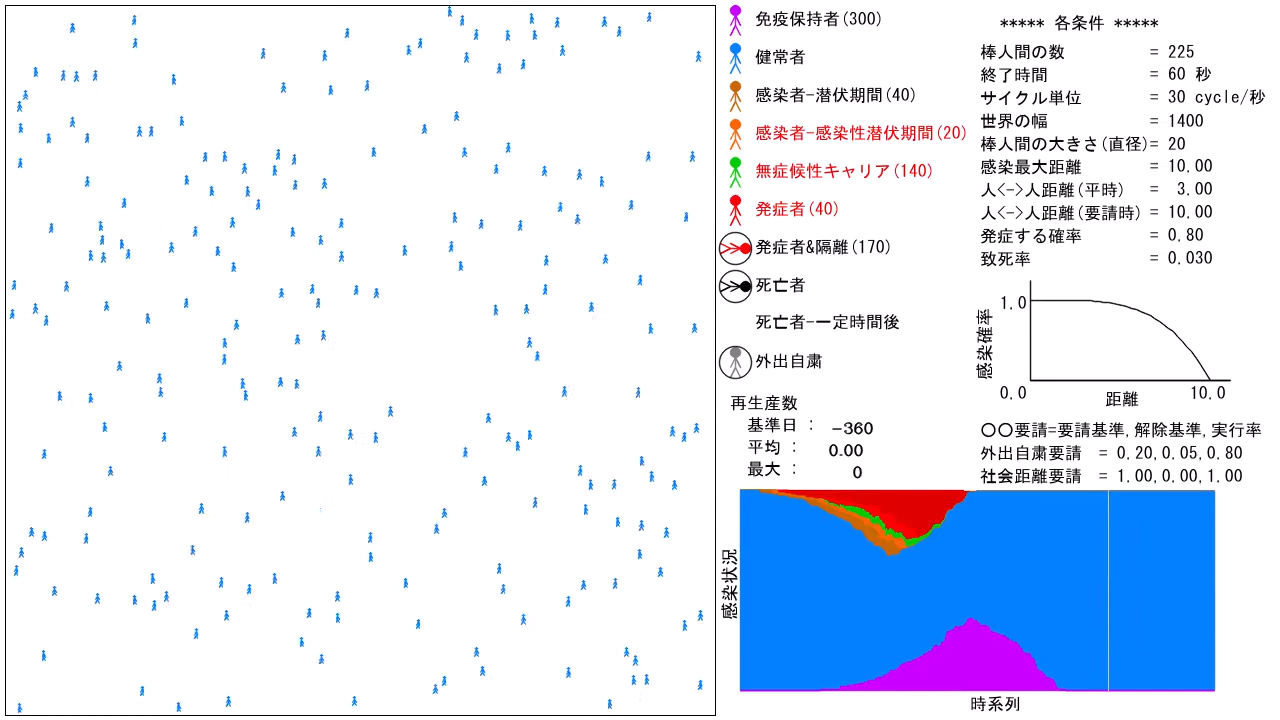 免疫保持者(300)
健常者
感染者-潜伏期間(40)
感染者-感染性潜伏期間(20)
無症候性キャリア(140)
発症者(40)
発症者&隔離(170)
死亡者
死亡者-一定時間後
外出自粛
再生産数
基準日 : -360
平均 : 0.00
最大 : 0
***** 各条件 *****
棒人間の数 = 225
終了時間 = 60 秒
サイクル単位 = 30 cycle/秒
世界の幅 = 1400
棒人間の大きさ(直径)= 20
感染最大距離 = 10.00
人<->人距離(平時) = 3.00
人<->人距離(要請時) = 10.00
発症する確率 = 0.80
致死率 = 0.030
1.0
感染確率
0.0
10.0
距離
○○要請=要請基準,解除基準,実行率
外出自粛要請 = 0.20,0.05,0.80
社会距離要請 = 1.00,0.00,1.00
感染状況
時系列